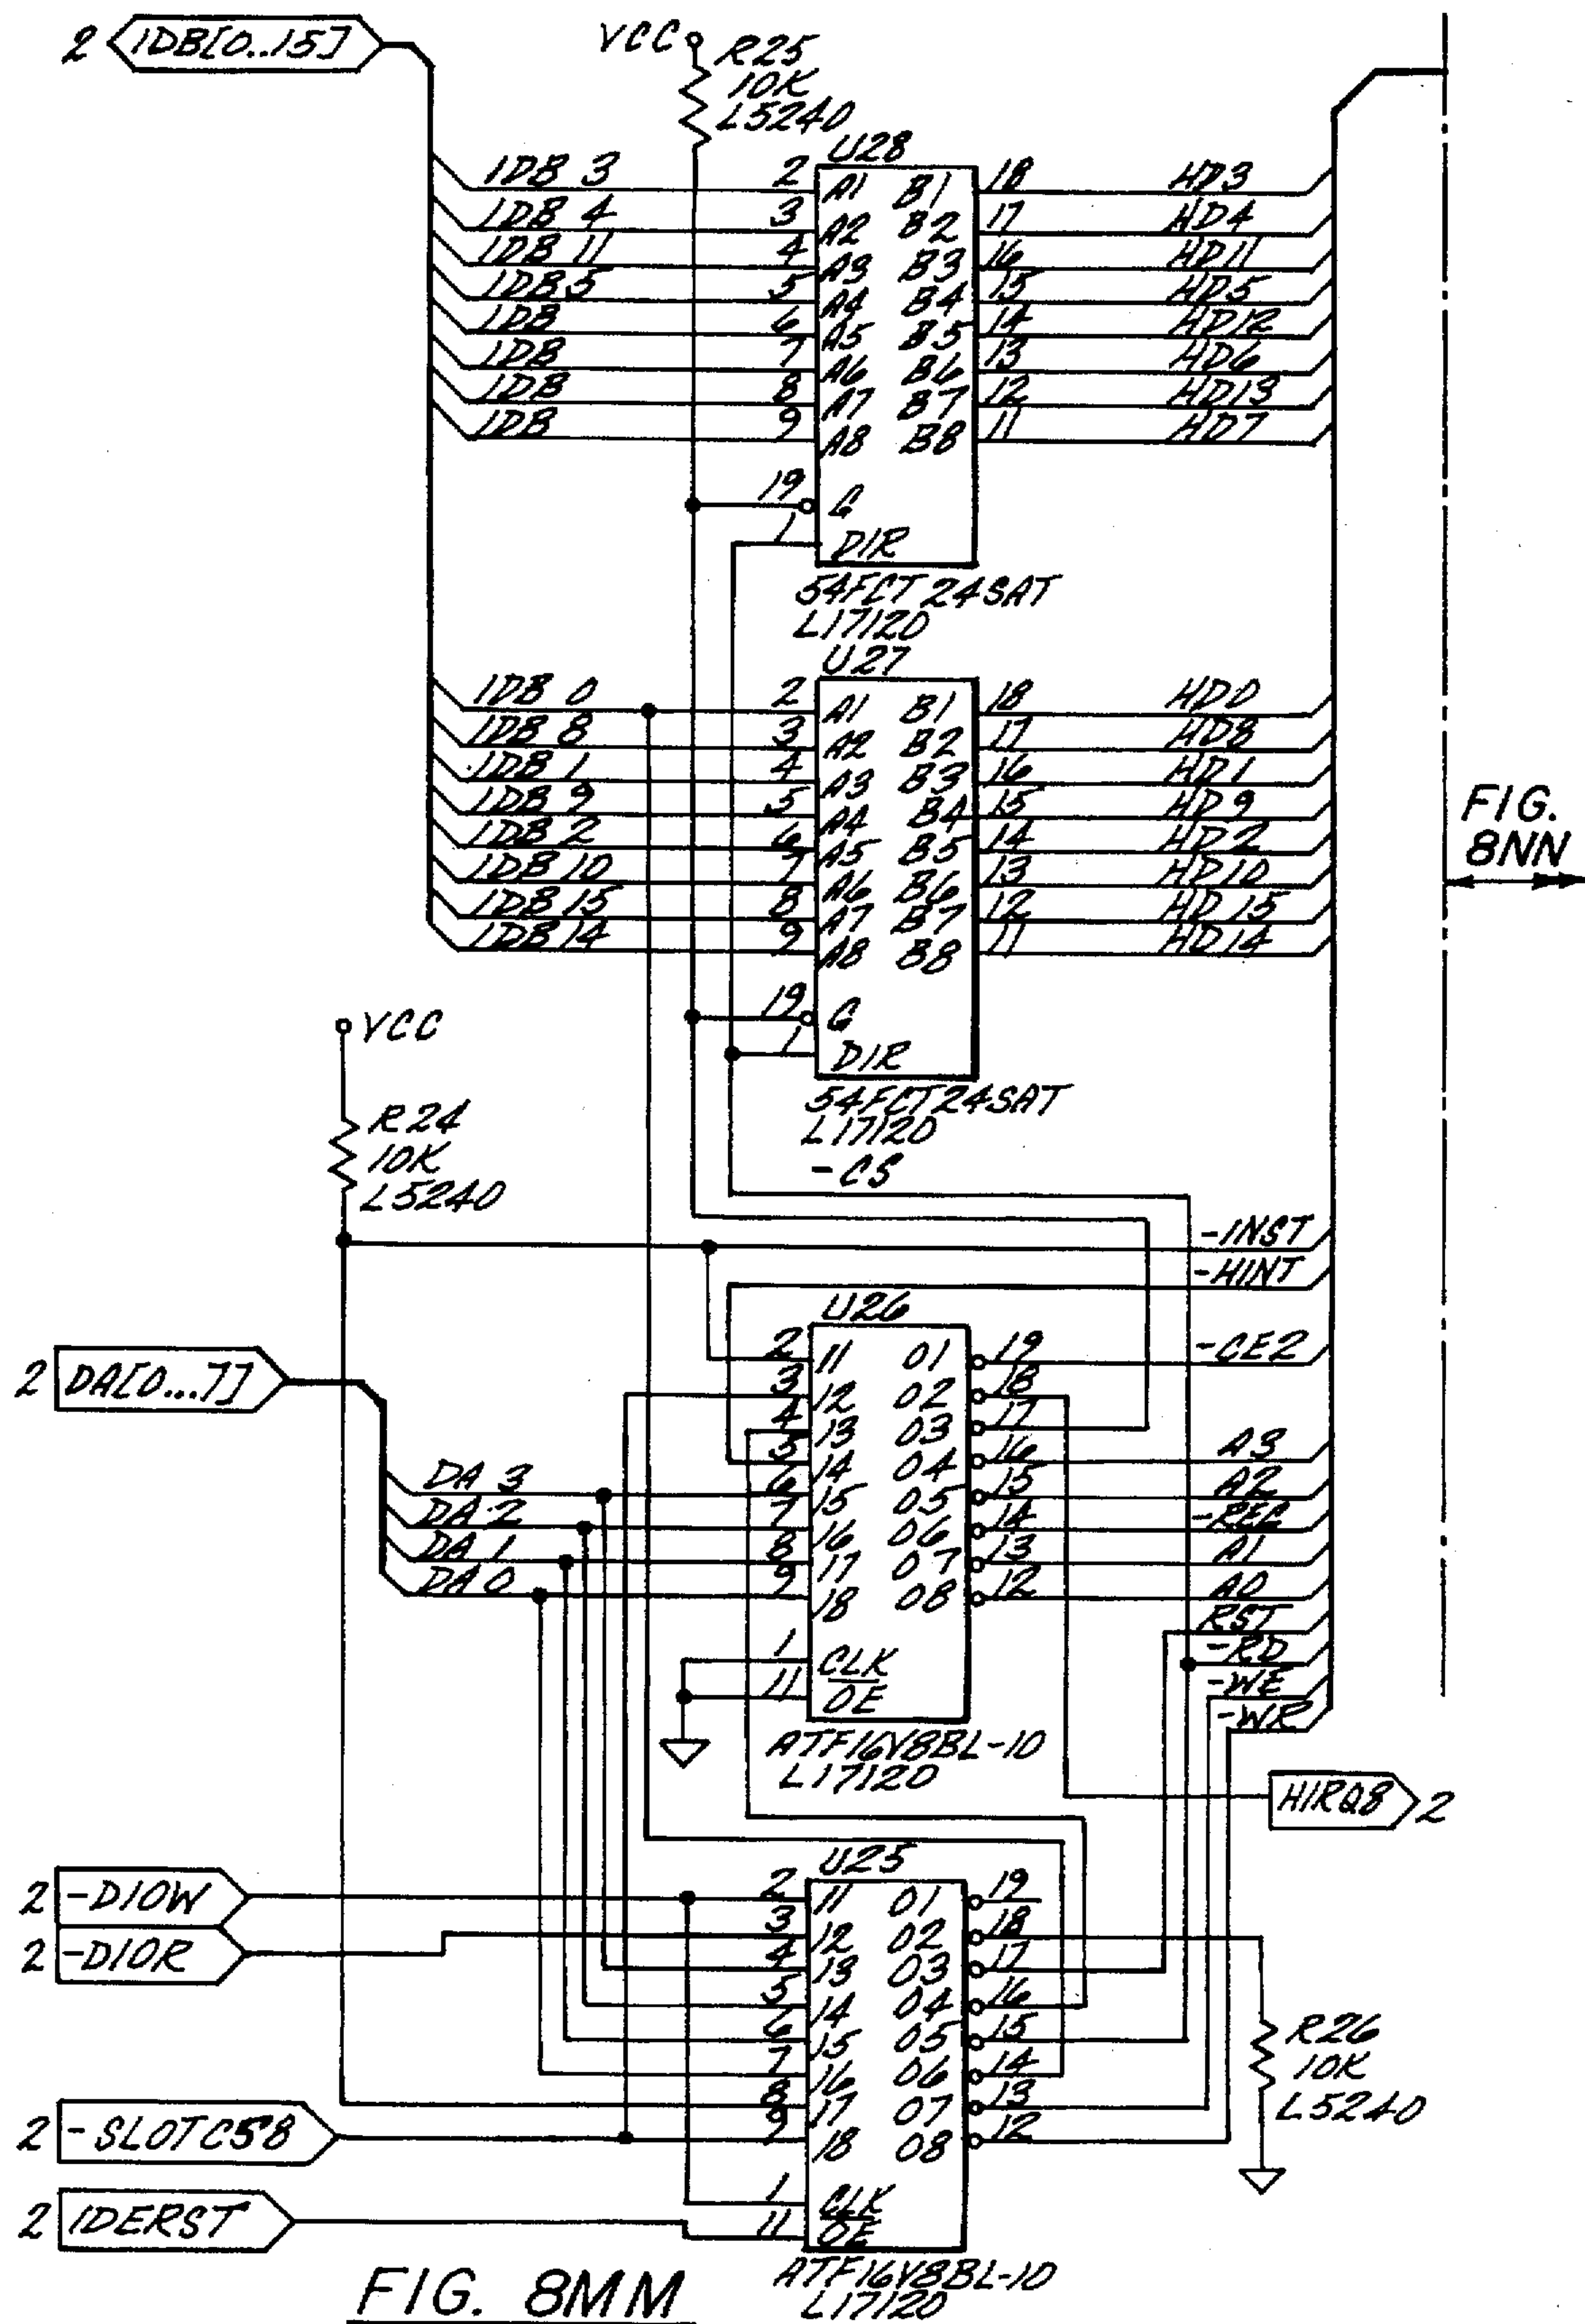 2 IDB[0..15]
VCC
R25
10K
L5240
U28
IDB 3 2 A1 B1 18 HD3
IDB 4 3 A2 B2 17 HD4
IDB 11 4 A3 B3 16 HD11
IDB 5 5 A4 B4 15 HD5
IDB 6 A5 B5 14 HD12
IDB 7 A6 B6 13 HD6
IDB 8 A7 B7 12 HD13
IDB 9 A8 B8 11 HD7
19 G
1 DIR
54FCT24SAT
L17120
U27
IDB 0 2 A1 B1 18 HD0
IDB 8 3 A2 B2 17 HD8
IDB 1 4 A3 B3 16 HD1
IDB 9 5 A4 B4 15 HD9
IDB 2 6 A5 B5 14 HD2
IDB 10 7 A6 B6 13 HD10
IDB 15 8 A7 B7 12 HD15
IDB 14 9 A8 B8 11 HD14
FIG.
8NN
19 G
1 DIR
54FCT24SAT
L17120
-CS
VCC
R24
10K
L5240
-INST
-HINT
U26
2 DA[0...7]
2 I1 O1 19 -CE2
3 I2 O2 18
4 I3 O3 17
5 I4 O4 16 A3
DA 3 6 I5 O5 15 A2
DA 2 7 I6 O6 14 -REG
DA 1 8 I7 O7 13 A1
DA 0 9 I8 O8 12 A0
RST
1 CLK -RD
11 OE -WE
-WR
ATF16V8BL-10
L17120
HIRQ8 2
U25
2 -DIOW 2 I1 O1 19
2 -DIOR 3 I2 O2 18
4 I3 O3 17
5 I4 O4 16
6 I5 O5 15
7 I6 O6 14
8 I7 O7 13
2 -SLOTCS8 9 I8 O8 12
R26
10K
L5240
1 CLK
2 IDERST 11 OE
ATF16V8BL-10
L17120
FIG. 8MM